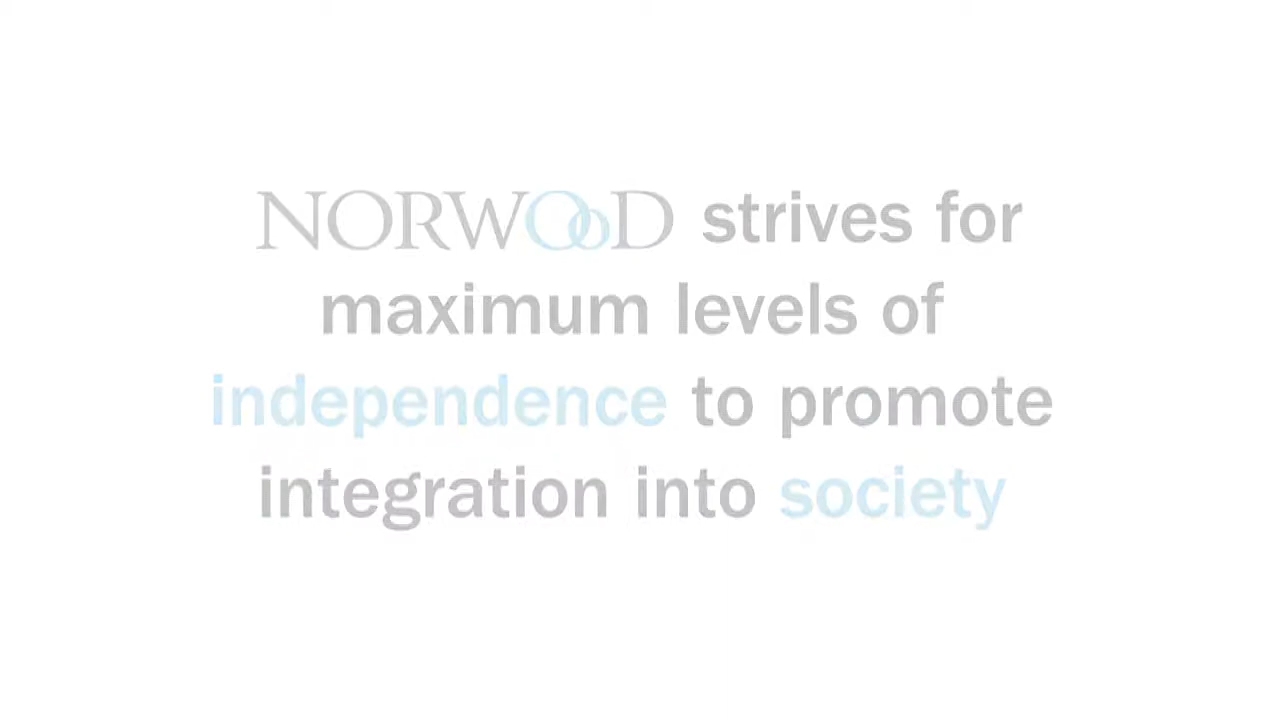 NORWOOD strives for
maximum levels of
independence to promote
integration into society